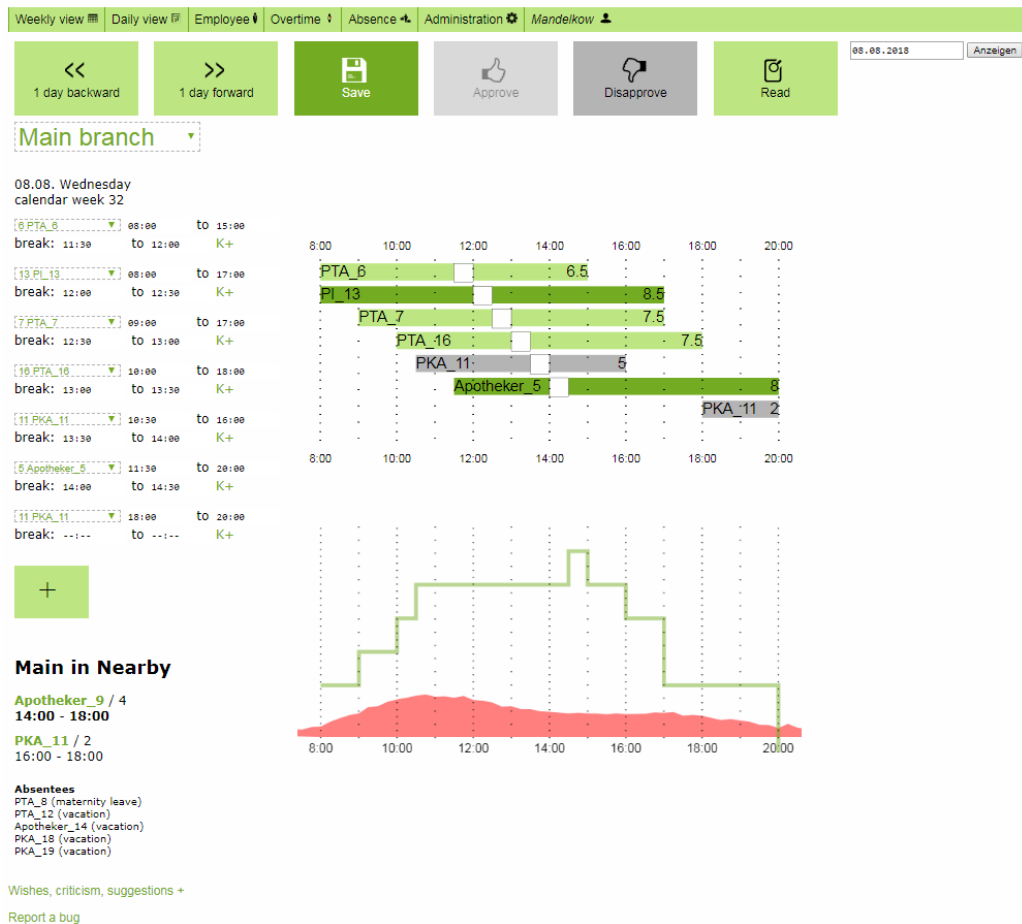 Weekly view Daily view Employee Overtime Absence Administration Mandelkow
<< >> Save Approve Disapprove Read 08.08.2018 Anzeigen
1 day backward 1 day forward
Main branch
08.08. Wednesday
calendar week 32
6 PTA_6 08:00 to 15:00
break: 11:30 to 12:00 K+
13 PI_13 08:00 to 17:00
break: 12:00 to 12:30 K+
7 PTA_7 09:00 to 17:00
break: 12:30 to 13:00 K+
16 PTA_16 10:00 to 18:00
break: 13:00 to 13:30 K+
11 PKA_11 10:30 to 16:00
break: 13:30 to 14:00 K+
5 Apotheker_5 11:30 to 20:00
break: 14:00 to 14:30 K+
11 PKA_11 18:00 to 20:00
break: --:-- to --:-- K+
+
8:00 10:00 12:00 14:00 16:00 18:00 20:00
PTA_6 6.5
PI_13 8.5
PTA_7 7.5
PTA_16 7.5
PKA_11 5
Apotheker_5 8
PKA_11 2
8:00 10:00 12:00 14:00 16:00 18:00 20:00
8:00 10:00 12:00 14:00 16:00 18:00 20:00
Main in Nearby
Apotheker_9 / 4
14:00 - 18:00
PKA_11 / 2
16:00 - 18:00
Absentees
PTA_8 (maternity leave)
PTA_12 (vacation)
Apotheker_14 (vacation)
PKA_18 (vacation)
PKA_19 (vacation)
Wishes, criticism, suggestions +
Report a bug